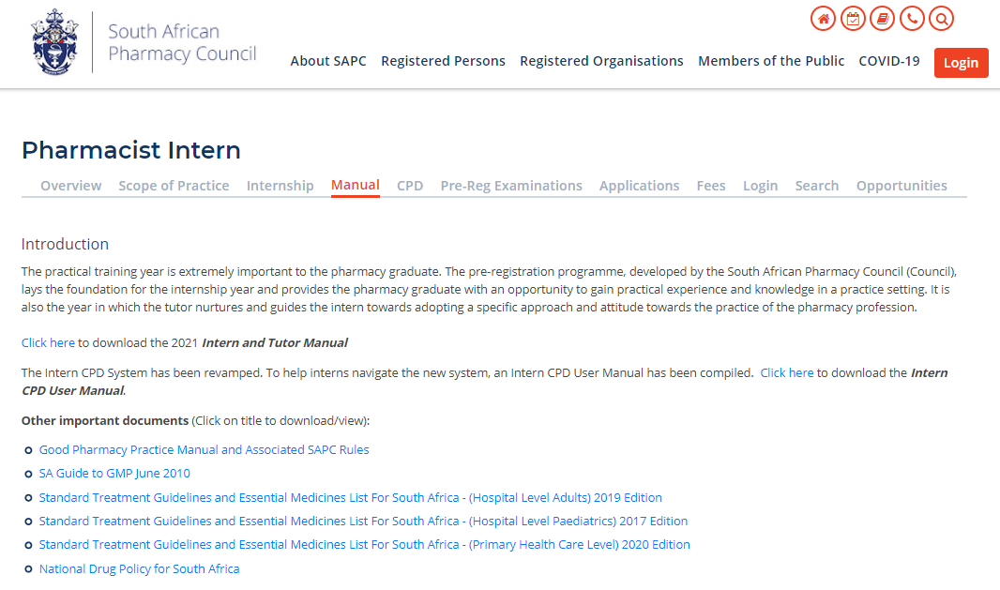 South African
Pharmacy Council
About SAPC Registered Persons Registered Organisations Members of the Public COVID-19 Login
Pharmacist Intern
Overview Scope of Practice Internship Manual CPD Pre-Reg Examinations Applications Fees Login Search Opportunities
Introduction
The practical training year is extremely important to the pharmacy graduate. The pre-registration programme, developed by the South African Pharmacy Council (Council),
lays the foundation for the internship year and provides the pharmacy graduate with an opportunity to gain practical experience and knowledge in a practice setting. It is
also the year in which the tutor nurtures and guides the intern towards adopting a specific approach and attitude towards the practice of the pharmacy profession.
Click here to download the 2021 Intern and Tutor Manual
The Intern CPD System has been revamped. To help interns navigate the new system, an Intern CPD User Manual has been compiled. Click here to download the Intern
CPD User Manual.
Other important documents (Click on title to download/view):
Good Pharmacy Practice Manual and Associated SAPC Rules
SA Guide to GMP June 2010
Standard Treatment Guidelines and Essential Medicines List For South Africa - (Hospital Level Adults) 2019 Edition
Standard Treatment Guidelines and Essential Medicines List For South Africa - (Hospital Level Paediatrics) 2017 Edition
Standard Treatment Guidelines and Essential Medicines List For South Africa - (Primary Health Care Level) 2020 Edition
National Drug Policy for South Africa